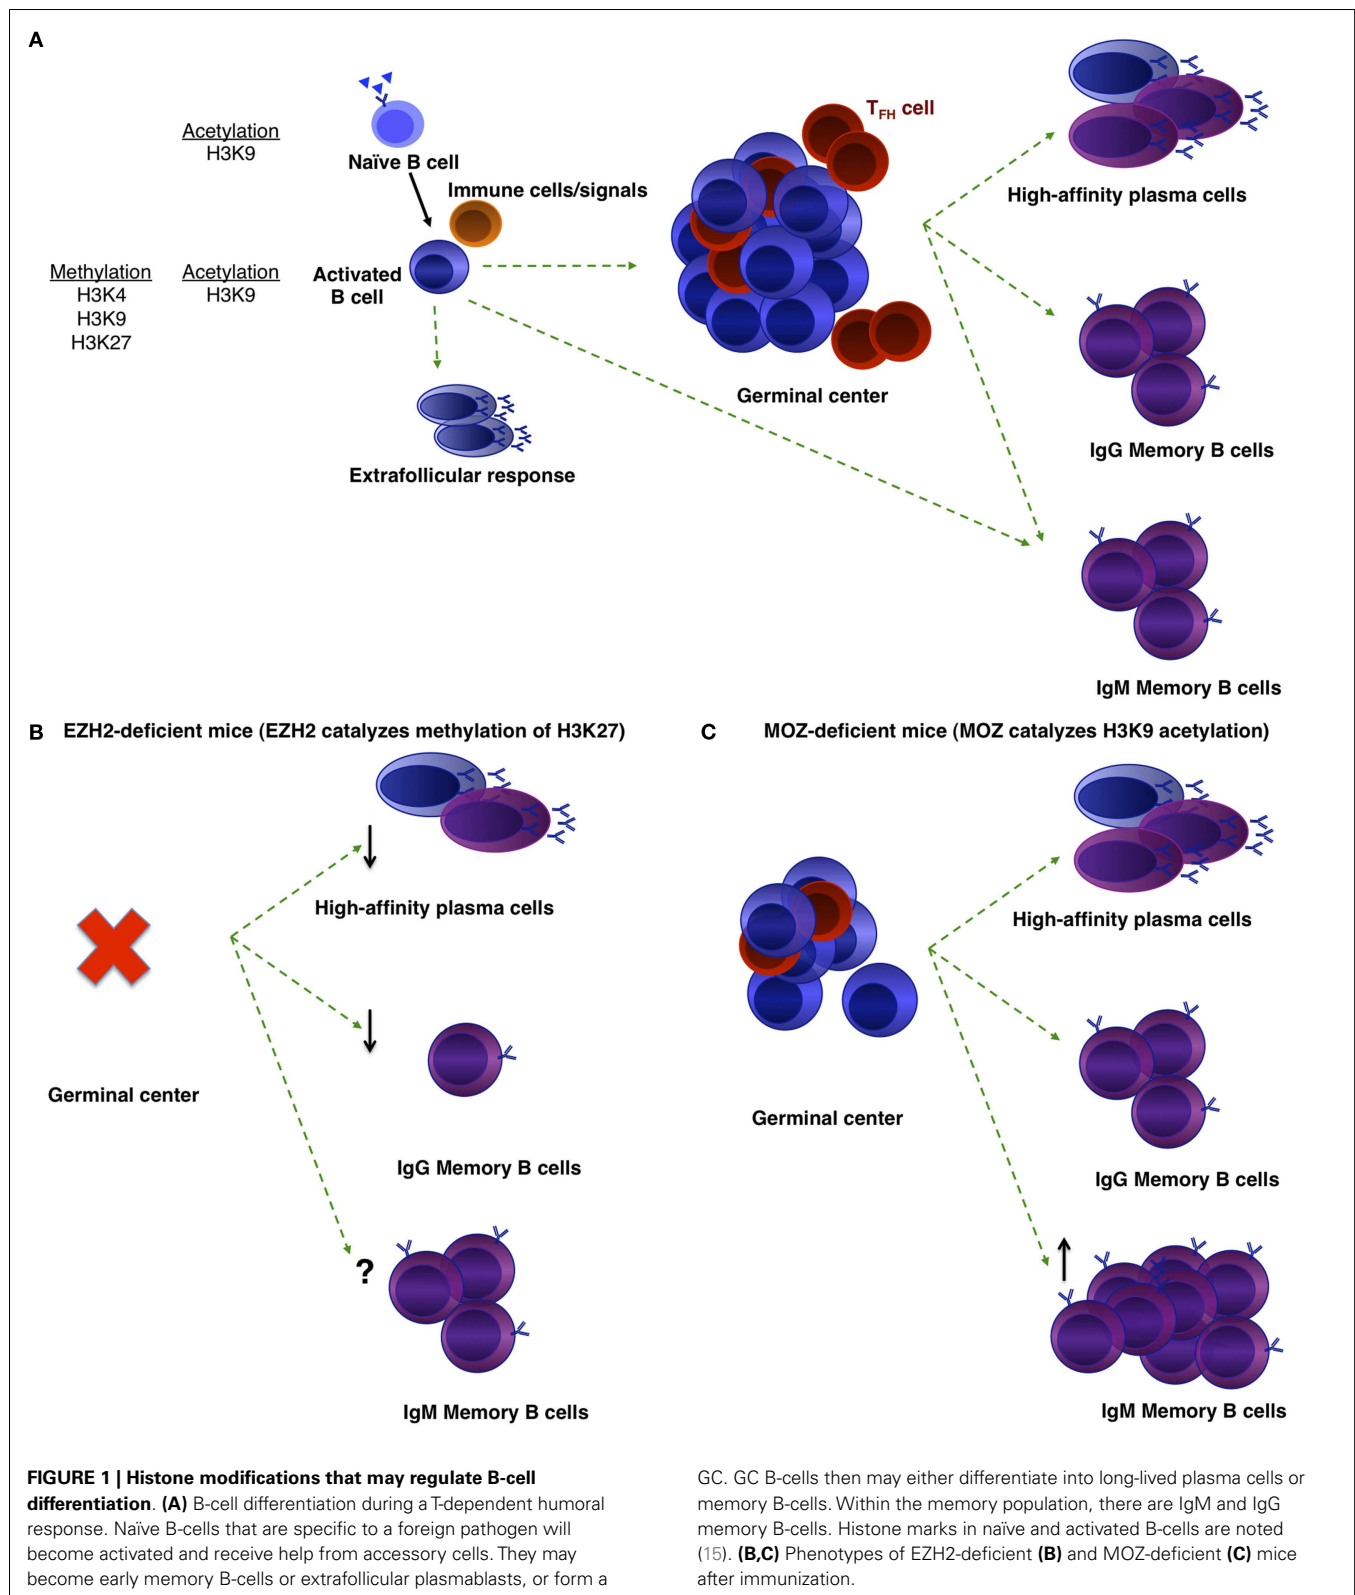 A
T_FH cell
Acetylation
H3K9
Naïve B cell
Immune cells/signals
High-affinity plasma cells
Methylation
H3K4
H3K9
H3K27
Acetylation
H3K9
Activated
B cell
Germinal center
IgG Memory B cells
Extrafollicular response
IgM Memory B cells
B EZH2-deficient mice (EZH2 catalyzes methylation of H3K27)
High-affinity plasma cells
Germinal center
IgG Memory B cells
?
IgM Memory B cells
C MOZ-deficient mice (MOZ catalyzes H3K9 acetylation)
High-affinity plasma cells
Germinal center
IgG Memory B cells
IgM Memory B cells
FIGURE 1 | Histone modifications that may regulate B-cell
differentiation. (A) B-cell differentiation during a T-dependent humoral
response. Naïve B-cells that are specific to a foreign pathogen will
become activated and receive help from accessory cells. They may
become early memory B-cells or extrafollicular plasmablasts, or form a
GC. GC B-cells then may either differentiate into long-lived plasma cells or
memory B-cells. Within the memory population, there are IgM and IgG
memory B-cells. Histone marks in naïve and activated B-cells are noted
(15). (B,C) Phenotypes of EZH2-deficient (B) and MOZ-deficient (C) mice
after immunization.